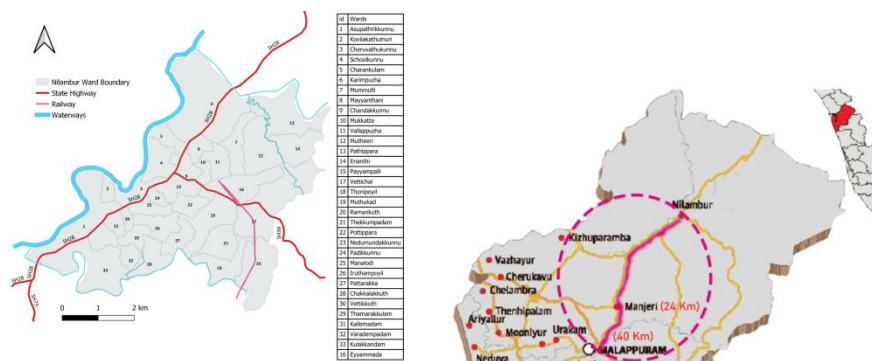 id Wards
1 Asupathrikkunnu
2 Kovilakathumuri
3 Cheruvathukunnu
4 Schoolkunnu
5 Charankulam
6 Karimpuzha
7 Mummulli
8 Mayyanthani
9 Chandakkunnu
10 Mukkatta
11 Vallappuzha
12 Mutheeri
13 Pathippara
14 Enanthi
15 Payyampalli
17 Vettichal
18 Thonipoyil
19 Muthukad
20 Ramankuth
21 Thekkumpadam
22 Pottippara
23 Nedumundakkunnu
24 Padikkunnu
25 Manalodi
26 Iruthampoyil
27 Pattarakka
28 Chakkalakkuth
30 Vettikkuth
29 Thamarakkulam
31 Kallemadam
32 Varadempadam
33 Kulakkandam
16 Eyyammada
Nilambur Ward Boundary
State Highway
Railway
Waterways
SH28
SH28
SH28
SH28
SH28
SH73
SH39
0 1 2 km
Nilambur
Kizhuparamba
Vazhayur
Cherukavu
Chelambra
Thenhipalam
Manjeri (24 Km)
Ariyallur
Mooniyur
Urakam
(40 Km)
MALAPPURAM
Neduva